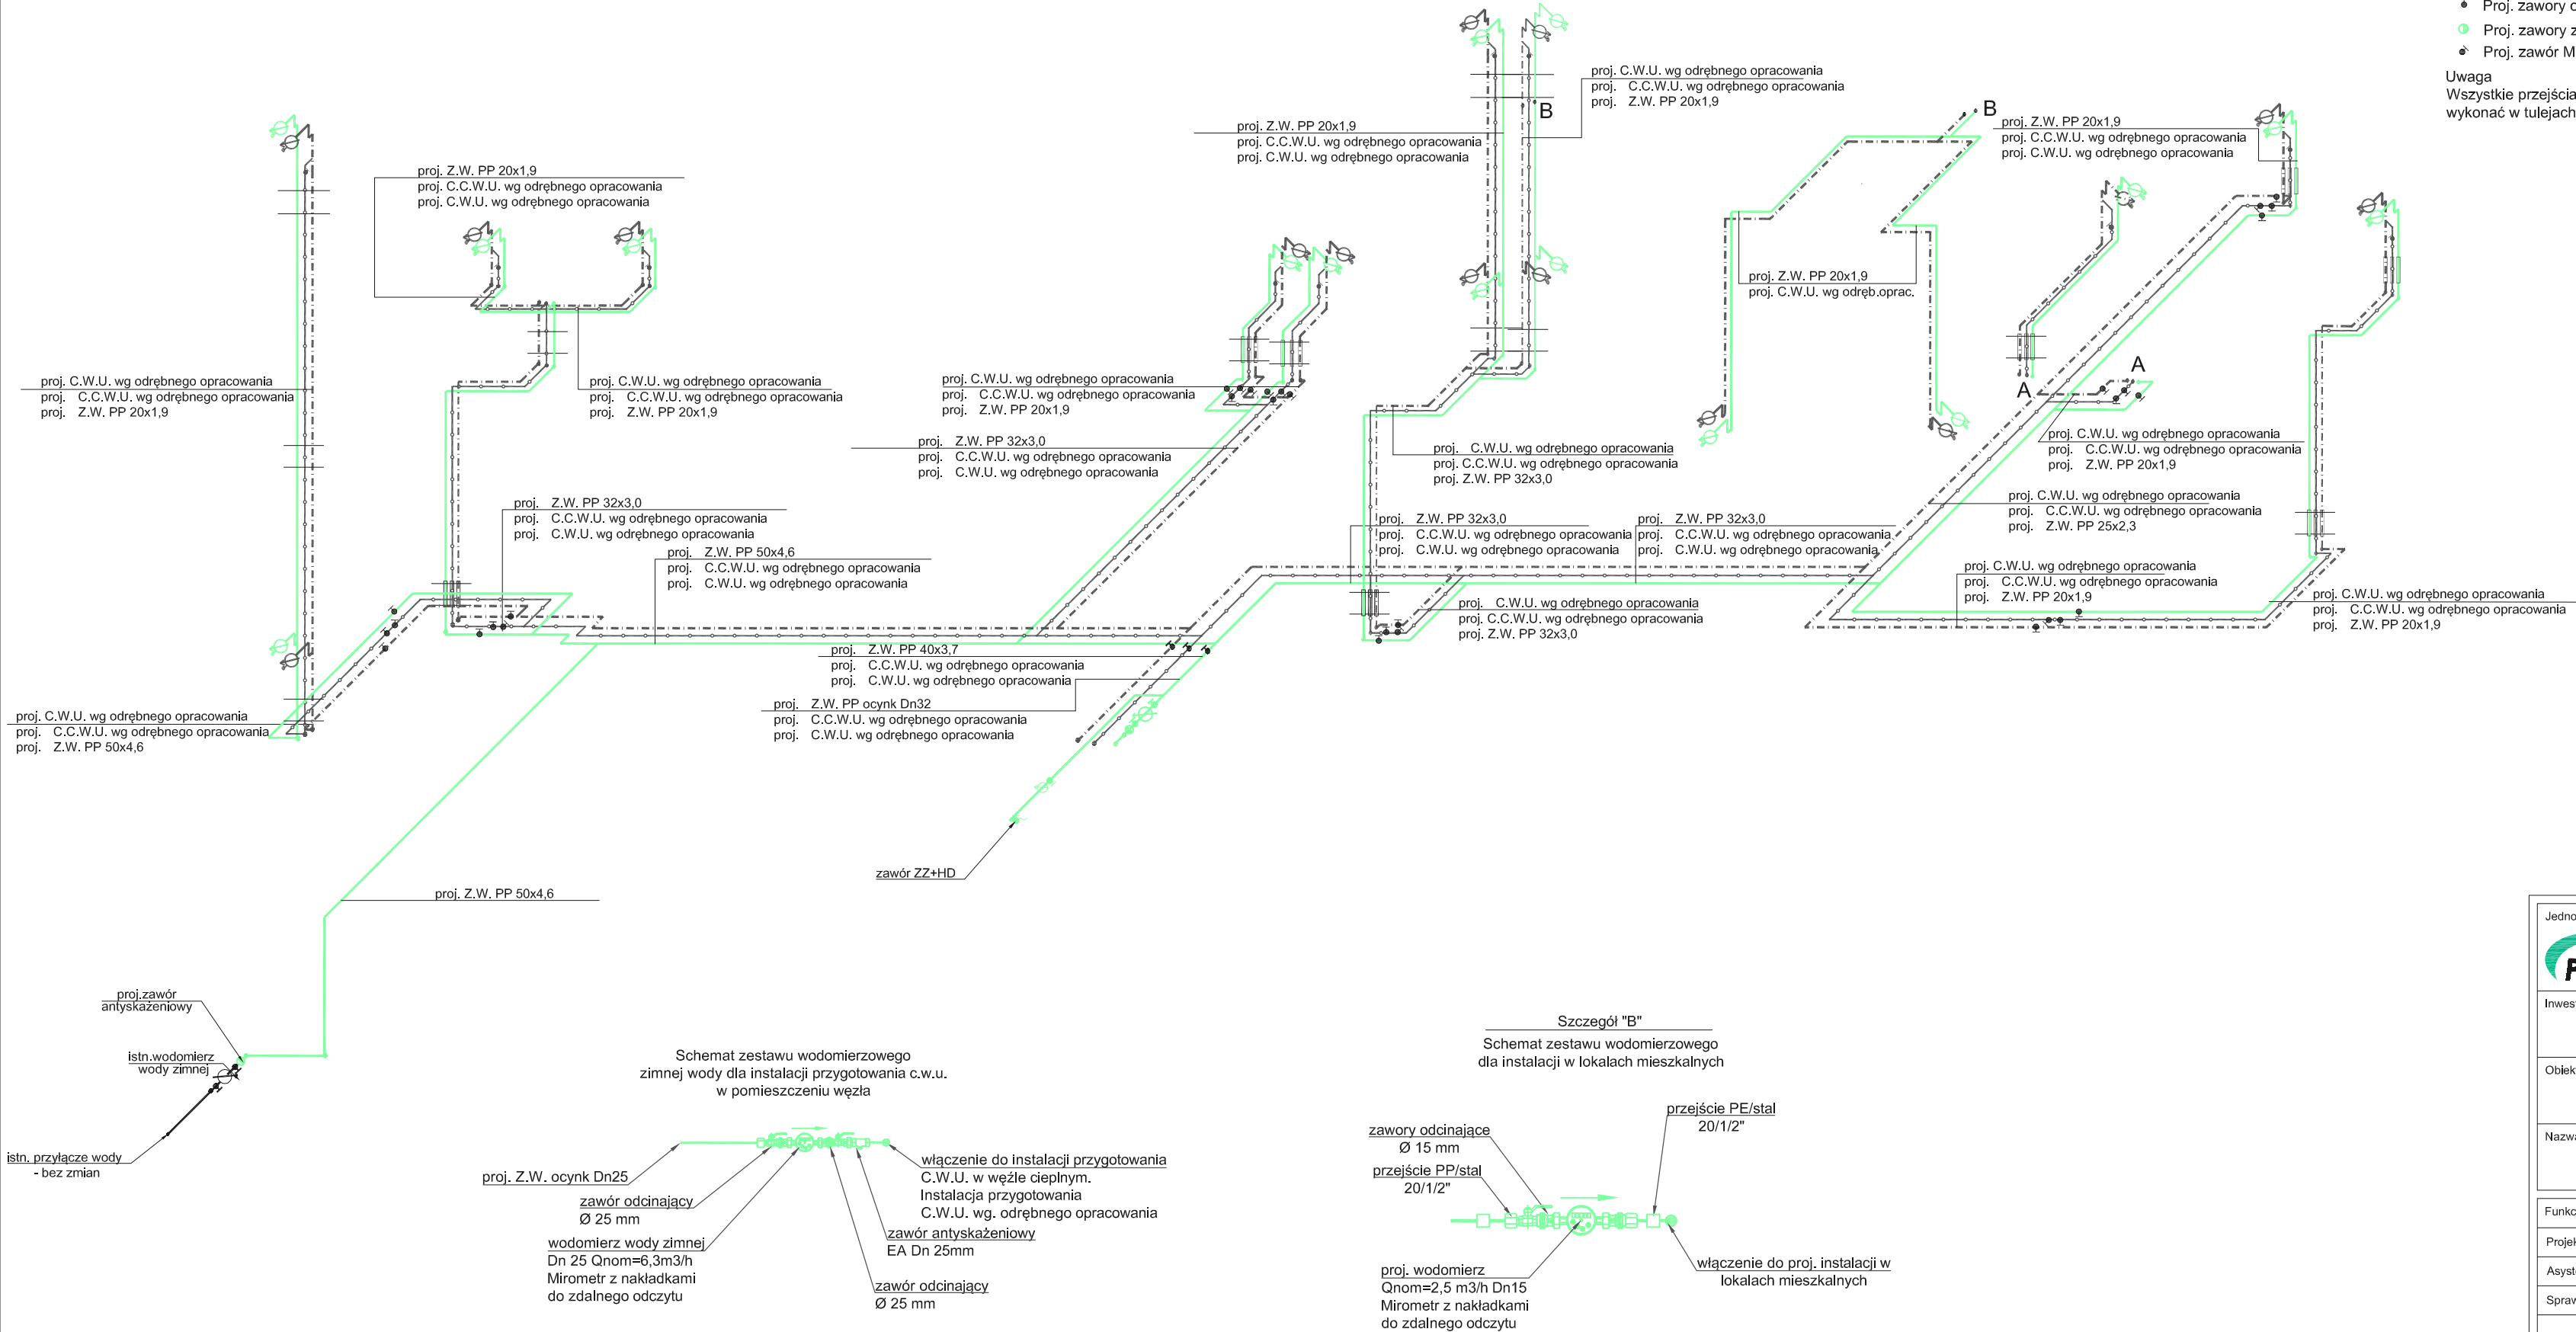 Proj. zawory
Proj. zawory
Proj. zawór
Uwaga
Wszystkie przejścia
wykonać w tulejach
proj. C.W.U. wg odrębnego opracowania
proj. C.C.W.U. wg odrębnego opracowania
proj. Z.W. PP 20x1,9
B
proj. Z.W. PP 20x1,9
proj. C.C.W.U. wg odrębnego opracowania
proj. C.W.U. wg odrębnego opracowania
B
proj. Z.W. PP 20x1,9
proj. C.C.W.U. wg odrębnego opracowania
proj. C.W.U. wg odrębnego opracowania
proj. Z.W. PP 20x1,9
proj. C.C.W.U. wg odrębnego opracowania
proj. C.W.U. wg odrębnego opracowania
proj. Z.W. PP 20x1,9
proj. C.W.U. wg odręb.oprac.
proj. C.W.U. wg odrębnego opracowania
proj. C.C.W.U. wg odrębnego opracowania
proj. Z.W. PP 20x1,9
proj. C.W.U. wg odrębnego opracowania
proj. C.C.W.U. wg odrębnego opracowania
proj. Z.W. PP 20x1,9
proj. C.W.U. wg odrębnego opracowania
proj. C.C.W.U. wg odrębnego opracowania
proj. Z.W. PP 20x1,9
A
A
proj. Z.W. PP 32x3,0
proj. C.C.W.U. wg odrębnego opracowania
proj. C.W.U. wg odrębnego opracowania
proj. C.W.U. wg odrębnego opracowania
proj. C.C.W.U. wg odrębnego opracowania
proj. Z.W. PP 32x3,0
proj. C.W.U. wg odrębnego opracowania
proj. C.C.W.U. wg odrębnego opracowania
proj. Z.W. PP 20x1,9
proj. C.W.U. wg odrębnego opracowania
proj. C.C.W.U. wg odrębnego opracowania
proj. Z.W. PP 25x2,3
proj. Z.W. PP 32x3,0
proj. C.C.W.U. wg odrębnego opracowania
proj. C.W.U. wg odrębnego opracowania
proj. Z.W. PP 50x4,6
proj. C.C.W.U. wg odrębnego opracowania
proj. C.W.U. wg odrębnego opracowania
proj. Z.W. PP 32x3,0
proj. C.C.W.U. wg odrębnego opracowania
proj. C.W.U. wg odrębnego opracowania
proj. Z.W. PP 32x3,0
proj. C.C.W.U. wg odrębnego opracowania
proj. C.W.U. wg odrębnego opracowania
proj. C.W.U. wg odrębnego opracowania
proj. C.C.W.U. wg odrębnego opracowania
proj. Z.W. PP 20x1,9
proj. C.W.U. wg odrębnego opracowania
proj. C.C.W.U. wg odrębnego opracowania
proj. Z.W. PP 20x1,9
proj. C.W.U. wg odrębnego opracowania
proj. C.C.W.U. wg odrębnego opracowania
proj. Z.W. PP 32x3,0
proj. Z.W. PP 40x3,7
proj. C.C.W.U. wg odrębnego opracowania
proj. C.W.U. wg odrębnego opracowania
proj. Z.W. PP ocynk Dn32
proj. C.C.W.U. wg odrębnego opracowania
proj. C.W.U. wg odrębnego opracowania
proj. C.W.U. wg odrębnego opracowania
proj. C.C.W.U. wg odrębnego opracowania
proj. Z.W. PP 50x4,6
zawór ZZ+HD
proj. Z.W. PP 50x4,6
proj.zawór
antyskażeniowy
istn.wodomierz
wody zimnej
istn. przyłącze wody
- bez zmian
Schemat zestawu wodomierzowego
zimnej wody dla instalacji przygotowania c.w.u.
w pomieszczeniu węzła
proj. Z.W. ocynk Dn25
zawór odcinający
Ø 25 mm
wodomierz wody zimnej
Dn 25 Qnom=6,3m3/h
Mirometr z nakładkami
do zdalnego odczytu
włączenie do instalacji przygotowania
C.W.U. w węźle cieplnym.
Instalacja przygotowania
C.W.U. wg. odrębnego opracowania
zawór antyskażeniowy
EA Dn 25mm
zawór odcinający
Ø 25 mm
Szczegół "B"
Schemat zestawu wodomierzowego
dla instalacji w lokalach mieszkalnych
zawory odcinające
Ø 15 mm
przejście PP/stal
20/1/2"
przejście PE/stal
20/1/2"
proj. wodomierz
Qnom=2,5 m3/h Dn15
Mirometr z nakładkami
do zdalnego odczytu
włączenie do proj. instalacji w
lokalach mieszkalnych